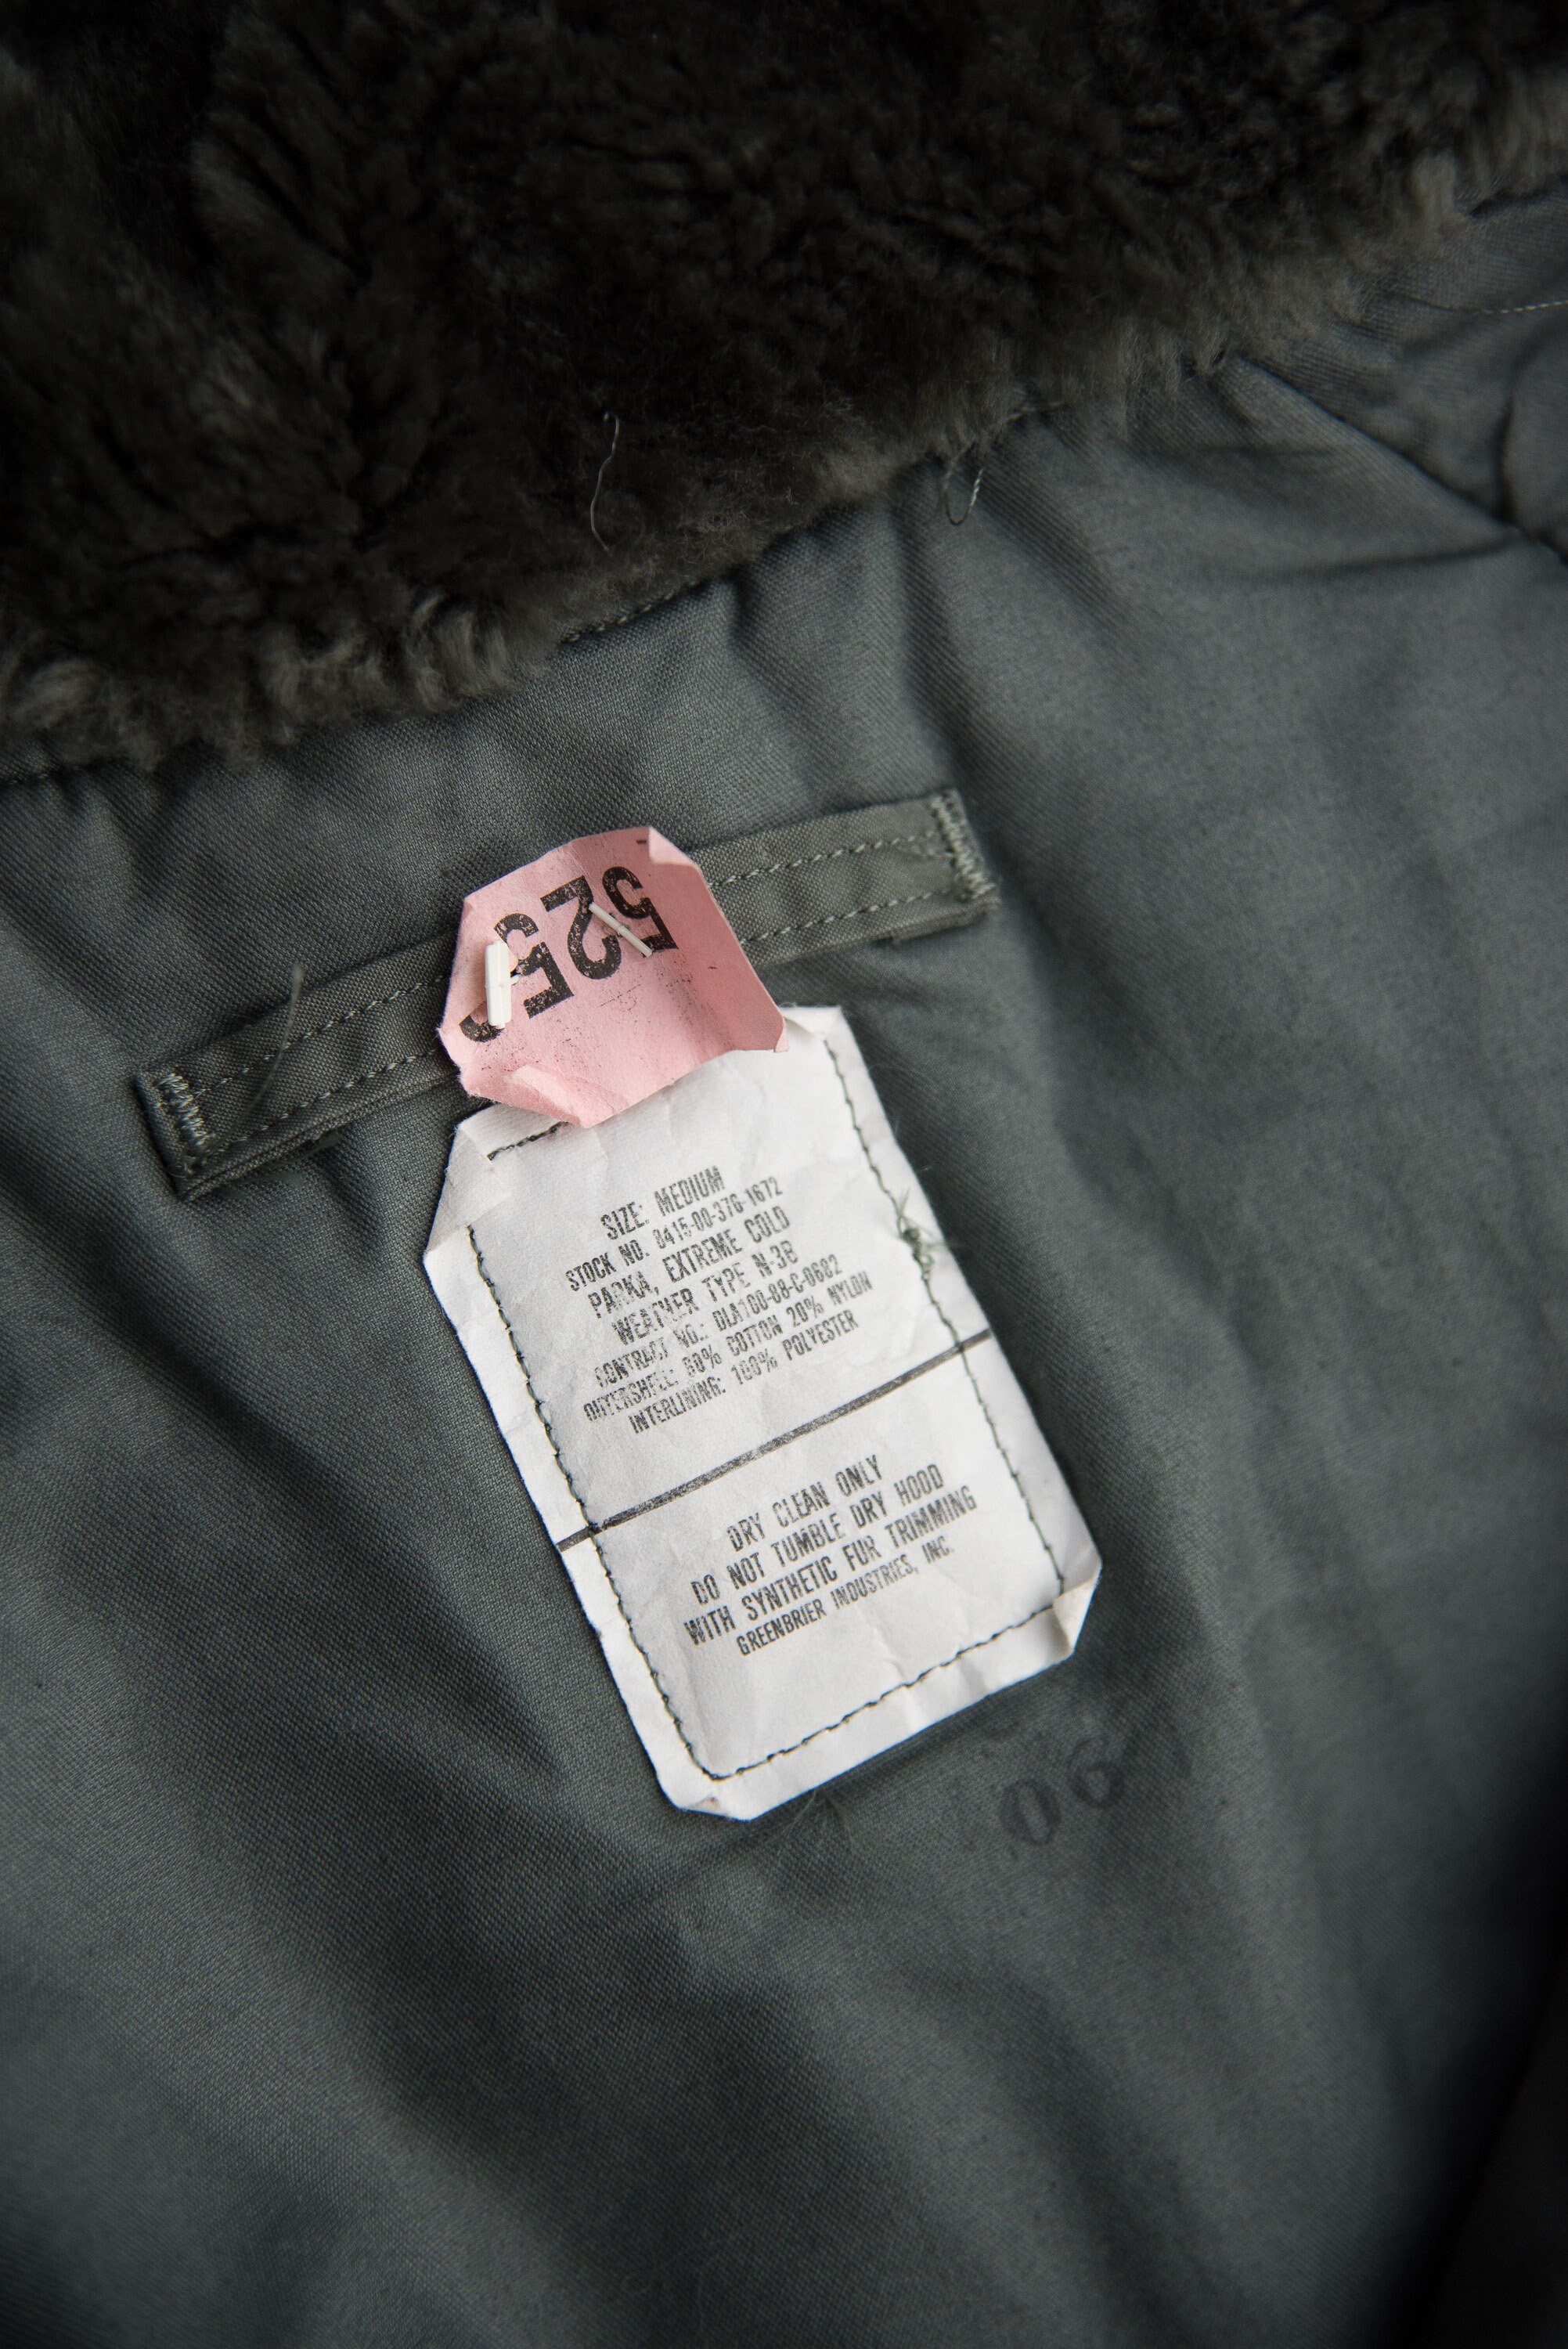 525
SIZE: MEDIUM
STOCK NO. 8415-00-376-1672
PARKA, EXTREME COLD
WEATHER TYPE N-3B
CONTRACT NO.: DLA100-88-C-0682
OUTERSHELL: 80% COTTON 20% NYLON
INTERLINING: 100% POLYESTER
DRY CLEAN ONLY
DO NOT TUMBLE DRY HOOD
WITH SYNTHETIC FUR TRIMMING
GREENBRIER INDUSTRIES, INC.
06